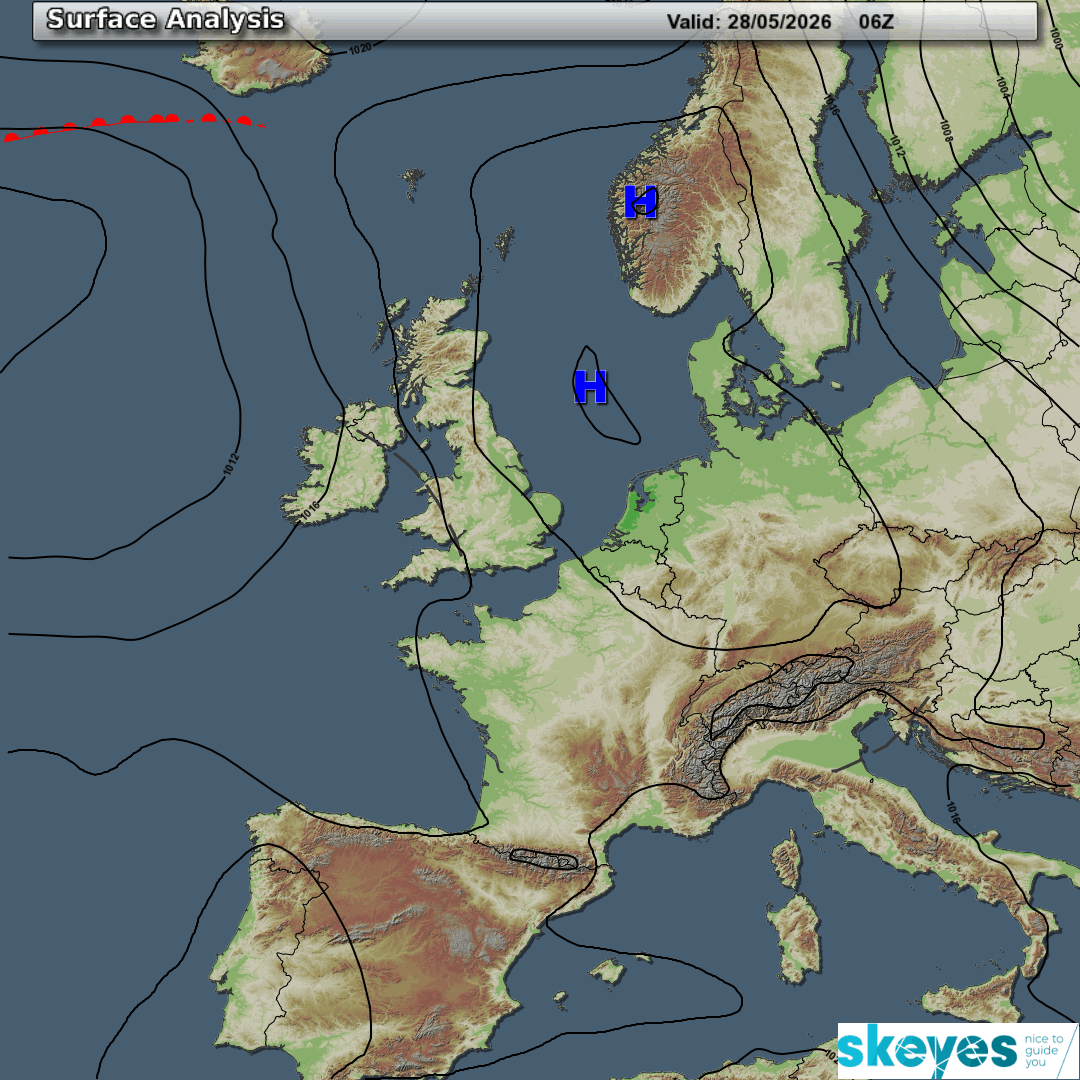 Surface Analysis
Valid: 28/05/2026 06Z
1020
1000
1004
1016
1008
1012
H
H
1012
1016
1016
skeyes
nice to
guide
you